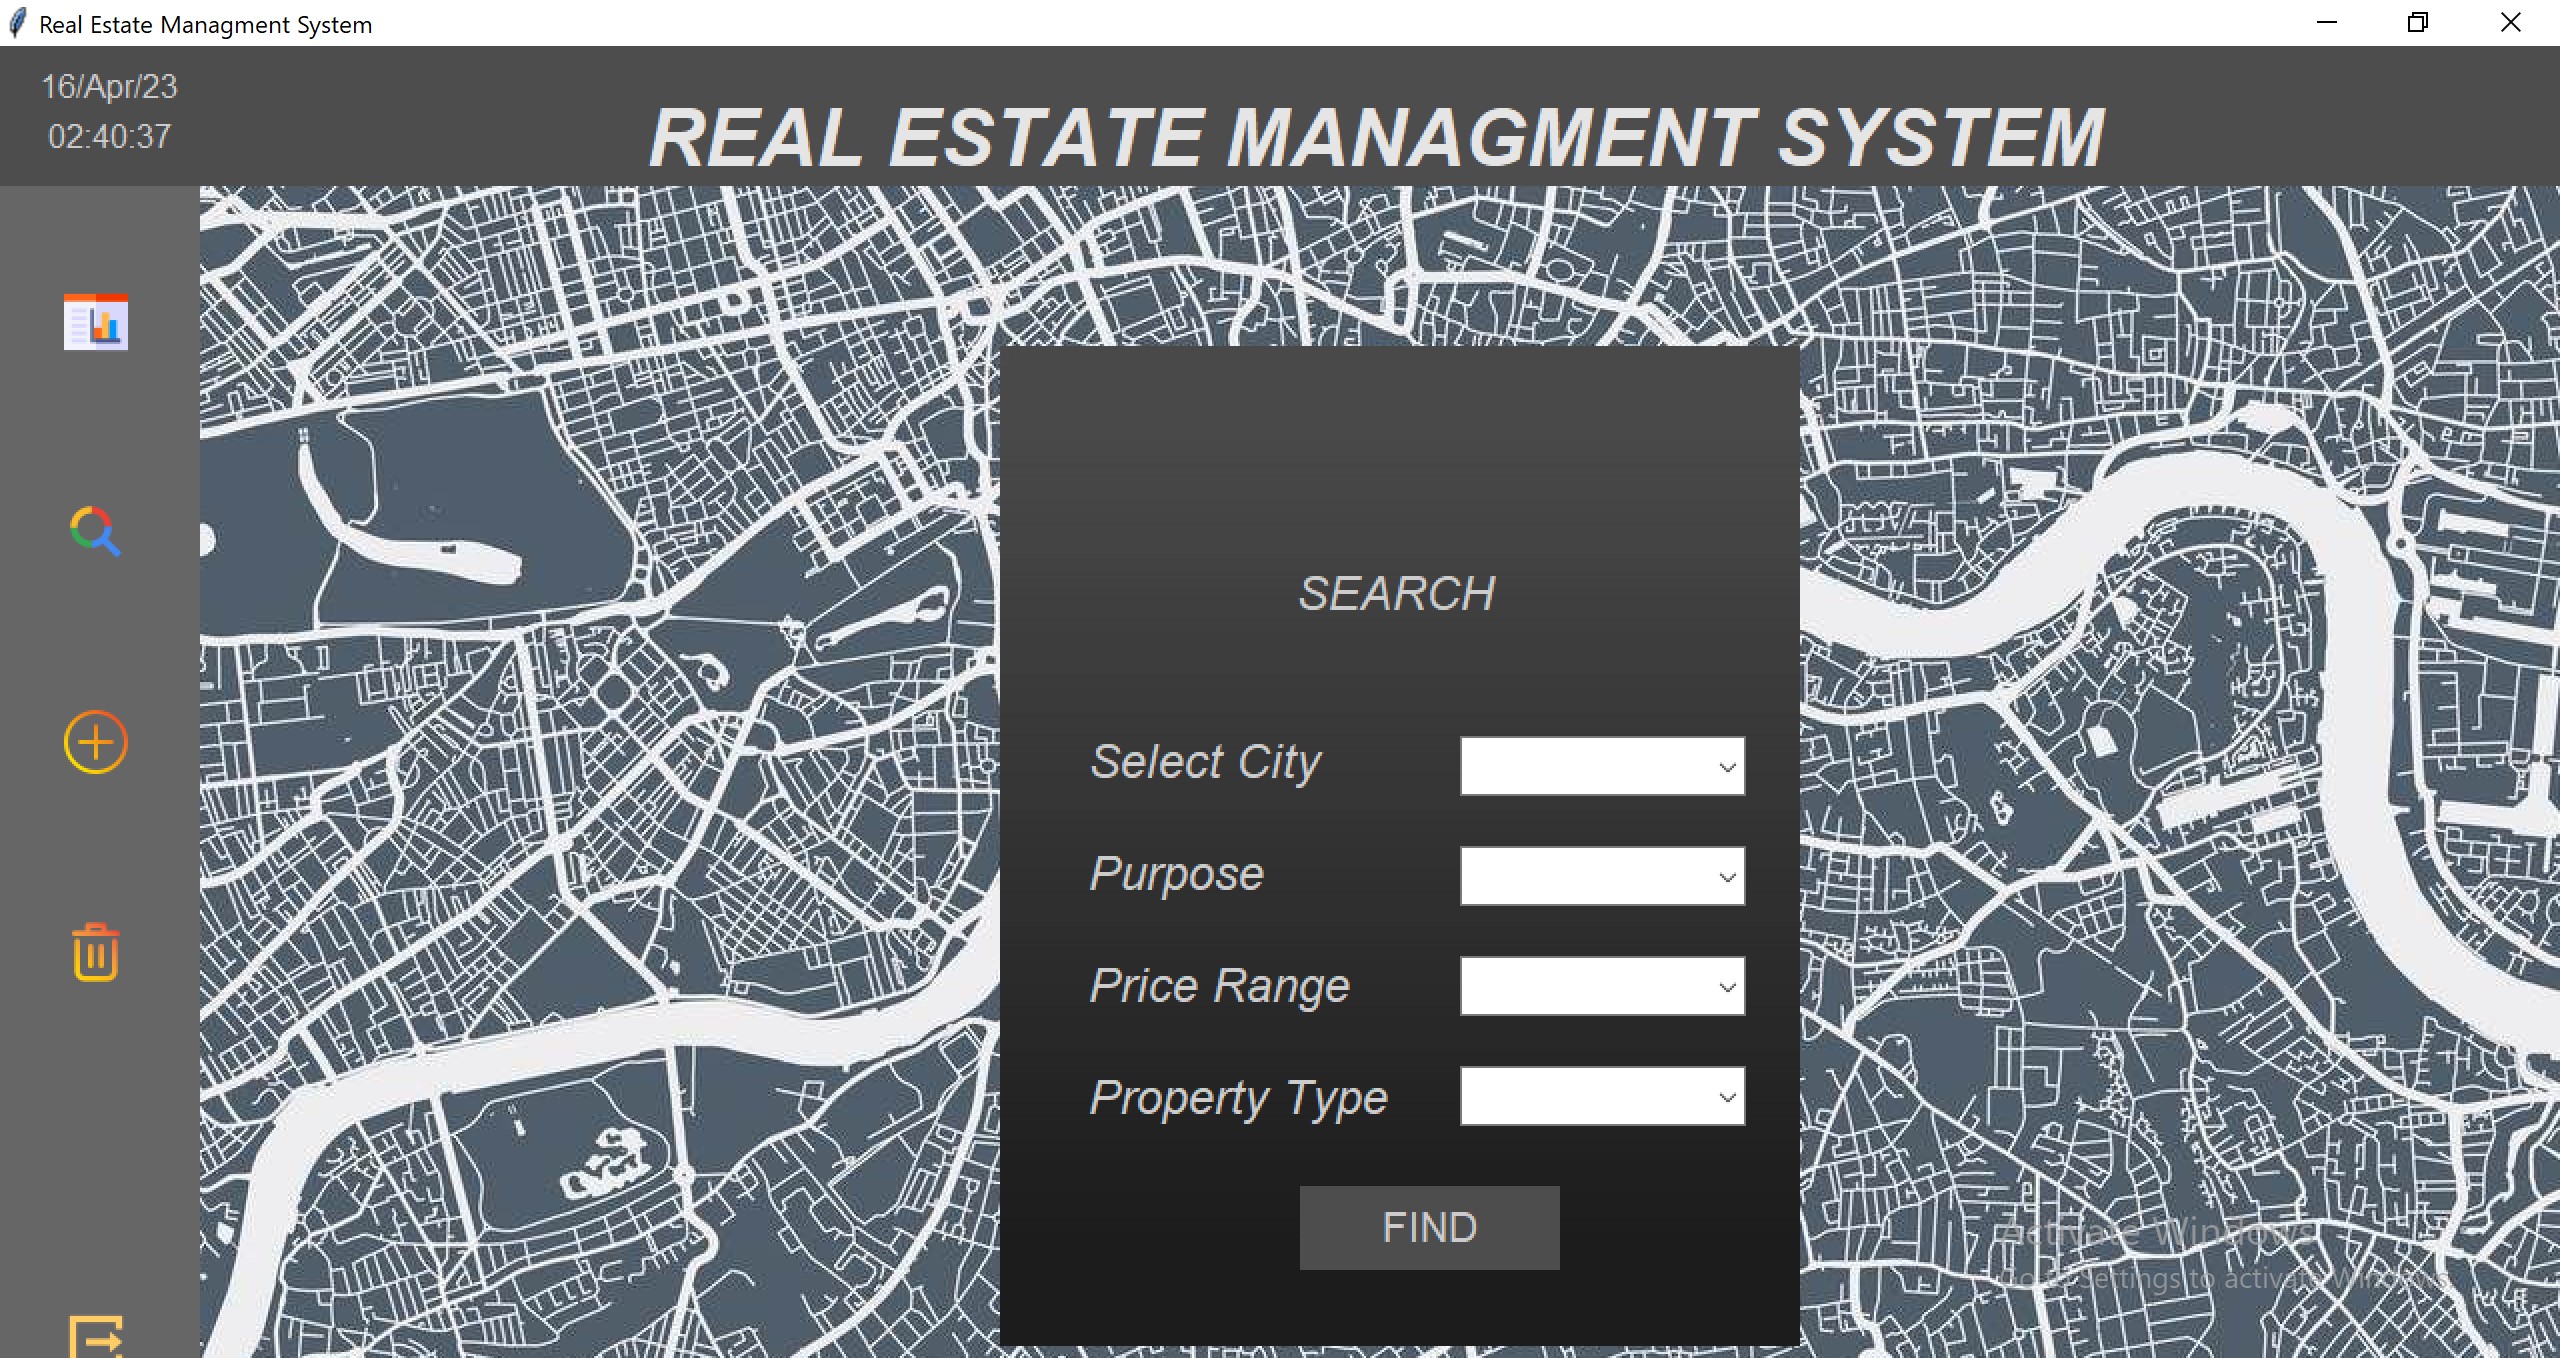 Real Estate Managment System
16/Apr/23
02:40:37
REAL ESTATE MANAGMENT SYSTEM
SEARCH
Select City
Purpose
Price Range
Property Type
FIND
Activate Windows
Go to Settings to activate Windows.